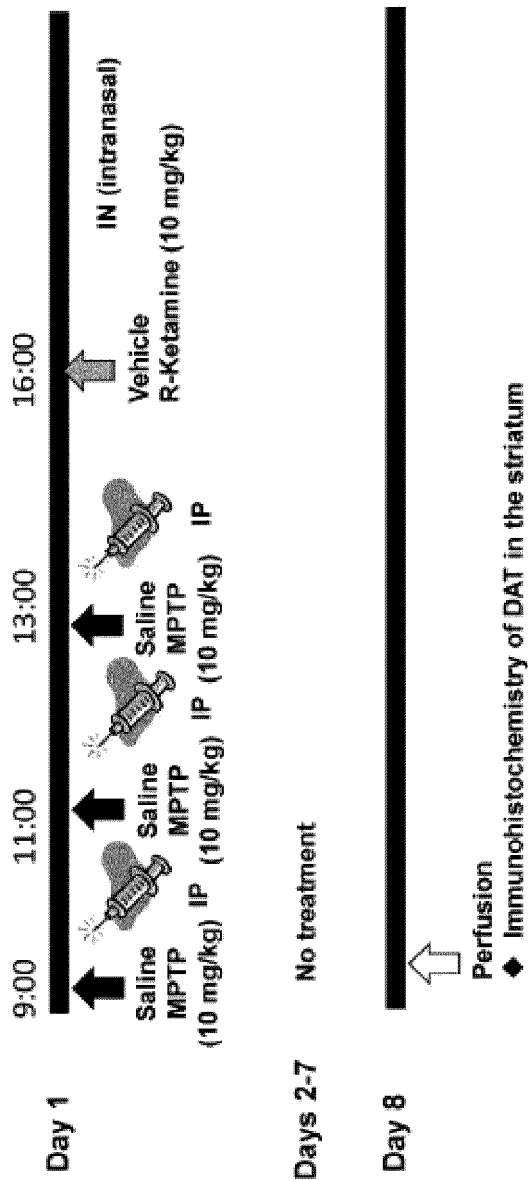 Day 1
9:00
11:00
13:00
16:00
Saline
MPTP
(10 mg/kg)
IP
Saline
MPTP
(10 mg/kg)
IP
Saline
MPTP
(10 mg/kg)
IP
Vehicle
R-Ketamine (10 mg/kg)
IN (intranasal)
Days 2-7
No treatment
Day 8
Perfusion
◆ Immunohistochemistry of DAT in the striatum